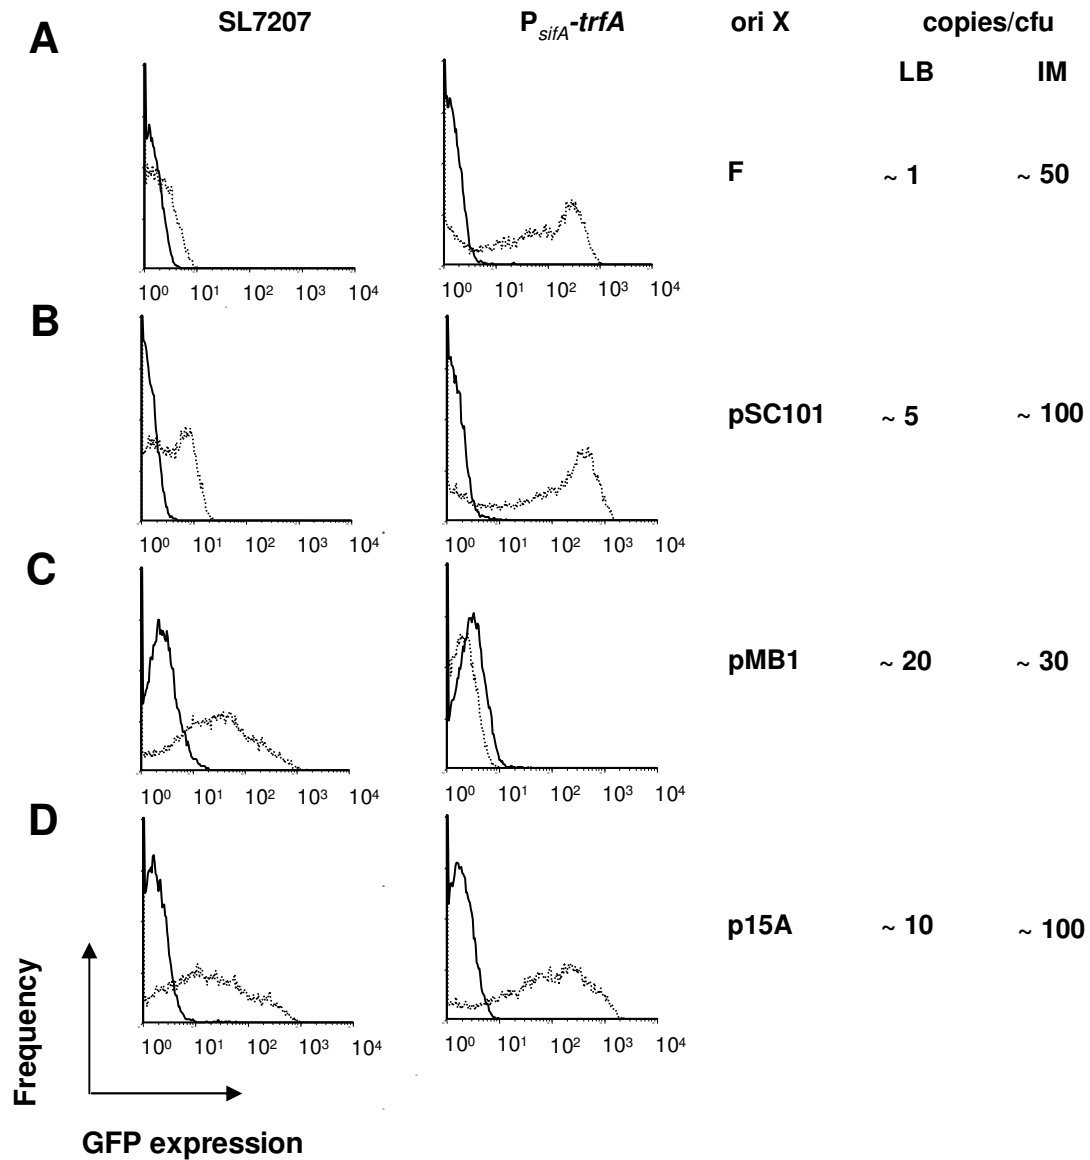 A SL7207 PsifA-trfA ori X copies/cfu
LB IM
F ~ 1 ~ 50
10⁰ 10¹ 10² 10³ 10⁴ 10⁰ 10¹ 10² 10³ 10⁴
B
pSC101 ~ 5 ~ 100
10⁰ 10¹ 10² 10³ 10⁴ 10⁰ 10¹ 10² 10³ 10⁴
C
pMB1 ~ 20 ~ 30
10⁰ 10¹ 10² 10³ 10⁴ 10⁰ 10¹ 10² 10³ 10⁴
D
p15A ~ 10 ~ 100
10⁰ 10¹ 10² 10³ 10⁴ 10⁰ 10¹ 10² 10³ 10⁴
Frequency
GFP expression